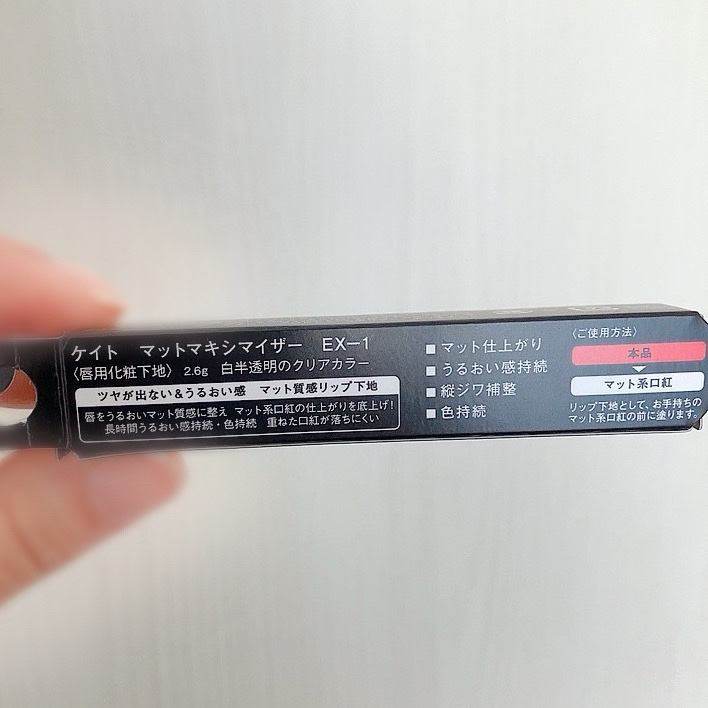 ケイト　マットマキシマイザー　EX-1
〈唇用化粧下地〉 2.6g　白半透明のクリアカラー
ツヤが出ない＆うるおい感　マット質感リップ下地
唇をうるおいマット質感に整え マット系口紅の仕上がりを底上げ!
長時間うるおい感持続・色持続　重ねた口紅が落ちにくい
■マット仕上がり
■うるおい感持続
■縦ジワ補整
■色持続
〈ご使用方法〉
本品
マット系口紅
リップ下地として、お手持ちの
マット系口紅の前に塗ります。